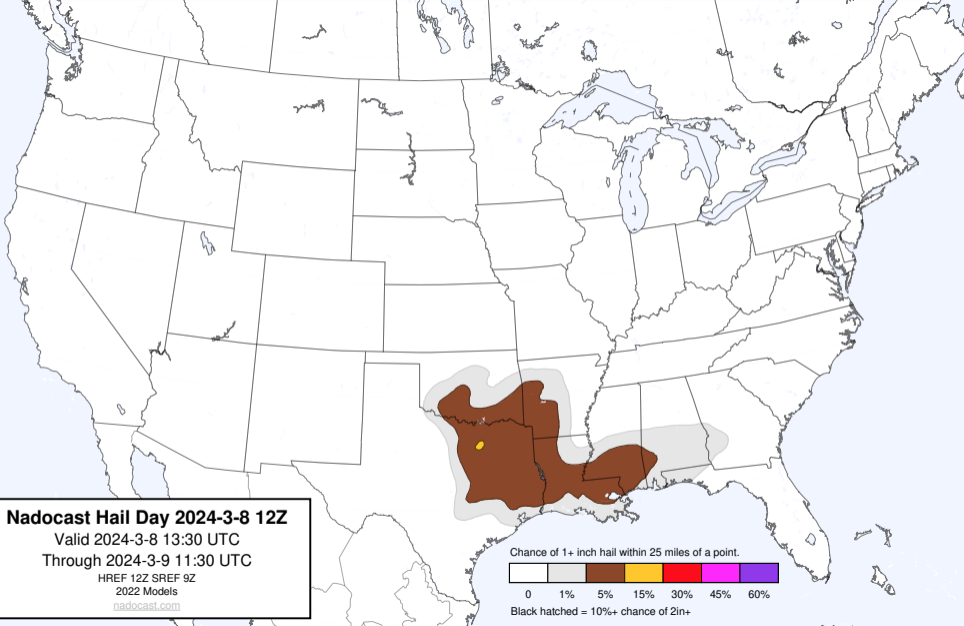 Nadocast Hail Day 2024-3-8 12Z
Valid 2024-3-8 13:30 UTC
Through 2024-3-9 11:30 UTC
HREF 12Z SREF 9Z
2022 Models
nadocast.com
Chance of 1+ inch hail within 25 miles of a point.
0 1% 5% 15% 30% 45% 60%
Black hatched = 10%+ chance of 2in+